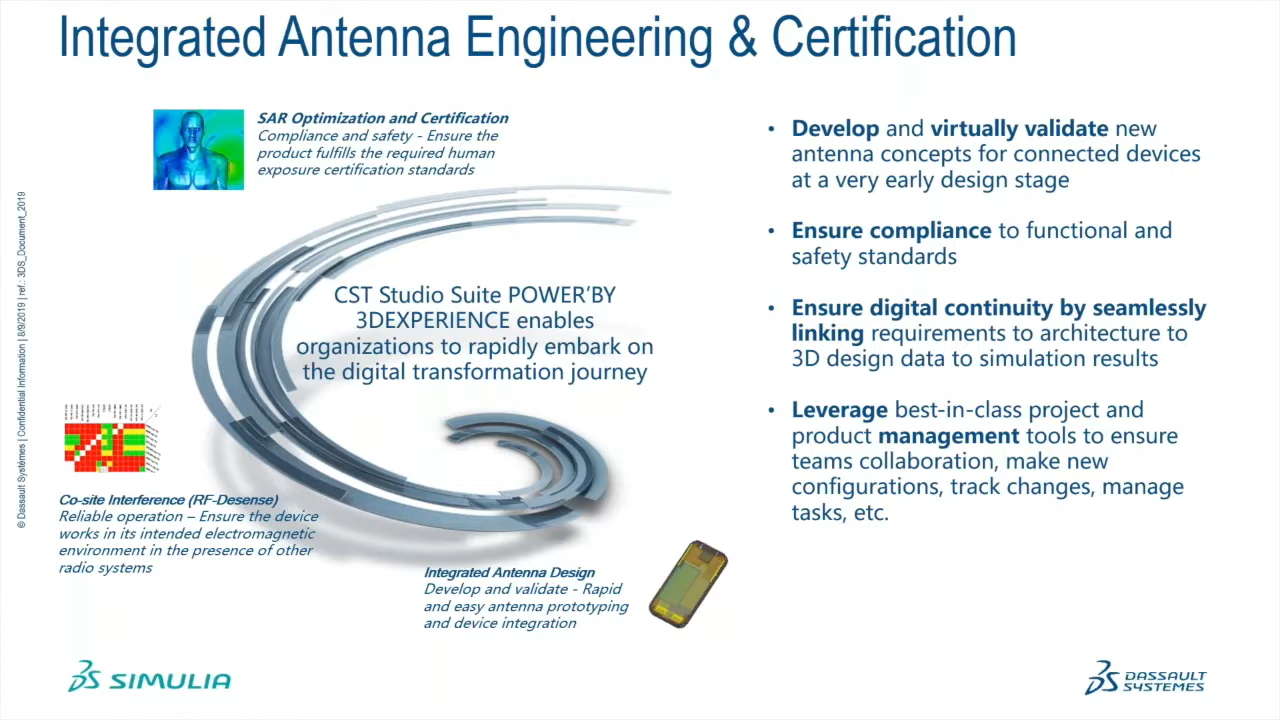 Integrated Antenna Engineering & Certification
SAR Optimization and Certification
Compliance and safety - Ensure the
product fulfills the required human
exposure certification standards
CST Studio Suite POWER'BY
3DEXPERIENCE enables
organizations to rapidly embark on
the digital transformation journey
Co-site Interference (RF-Desense)
Reliable operation – Ensure the device
works in its intended electromagnetic
environment in the presence of other
radio systems
Integrated Antenna Design
Develop and validate - Rapid
and easy antenna prototyping
and device integration
• Develop and virtually validate new
antenna concepts for connected devices
at a very early design stage
• Ensure compliance to functional and
safety standards
• Ensure digital continuity by seamlessly
linking requirements to architecture to
3D design data to simulation results
• Leverage best-in-class project and
product management tools to ensure
teams collaboration, make new
configurations, track changes, manage
tasks, etc.
© Dassault Systèmes | Confidential Information | 8/9/2019 | ref.: 3DS_Document_2019
3DS SIMULIA
3DS DASSAULT
SYSTEMES